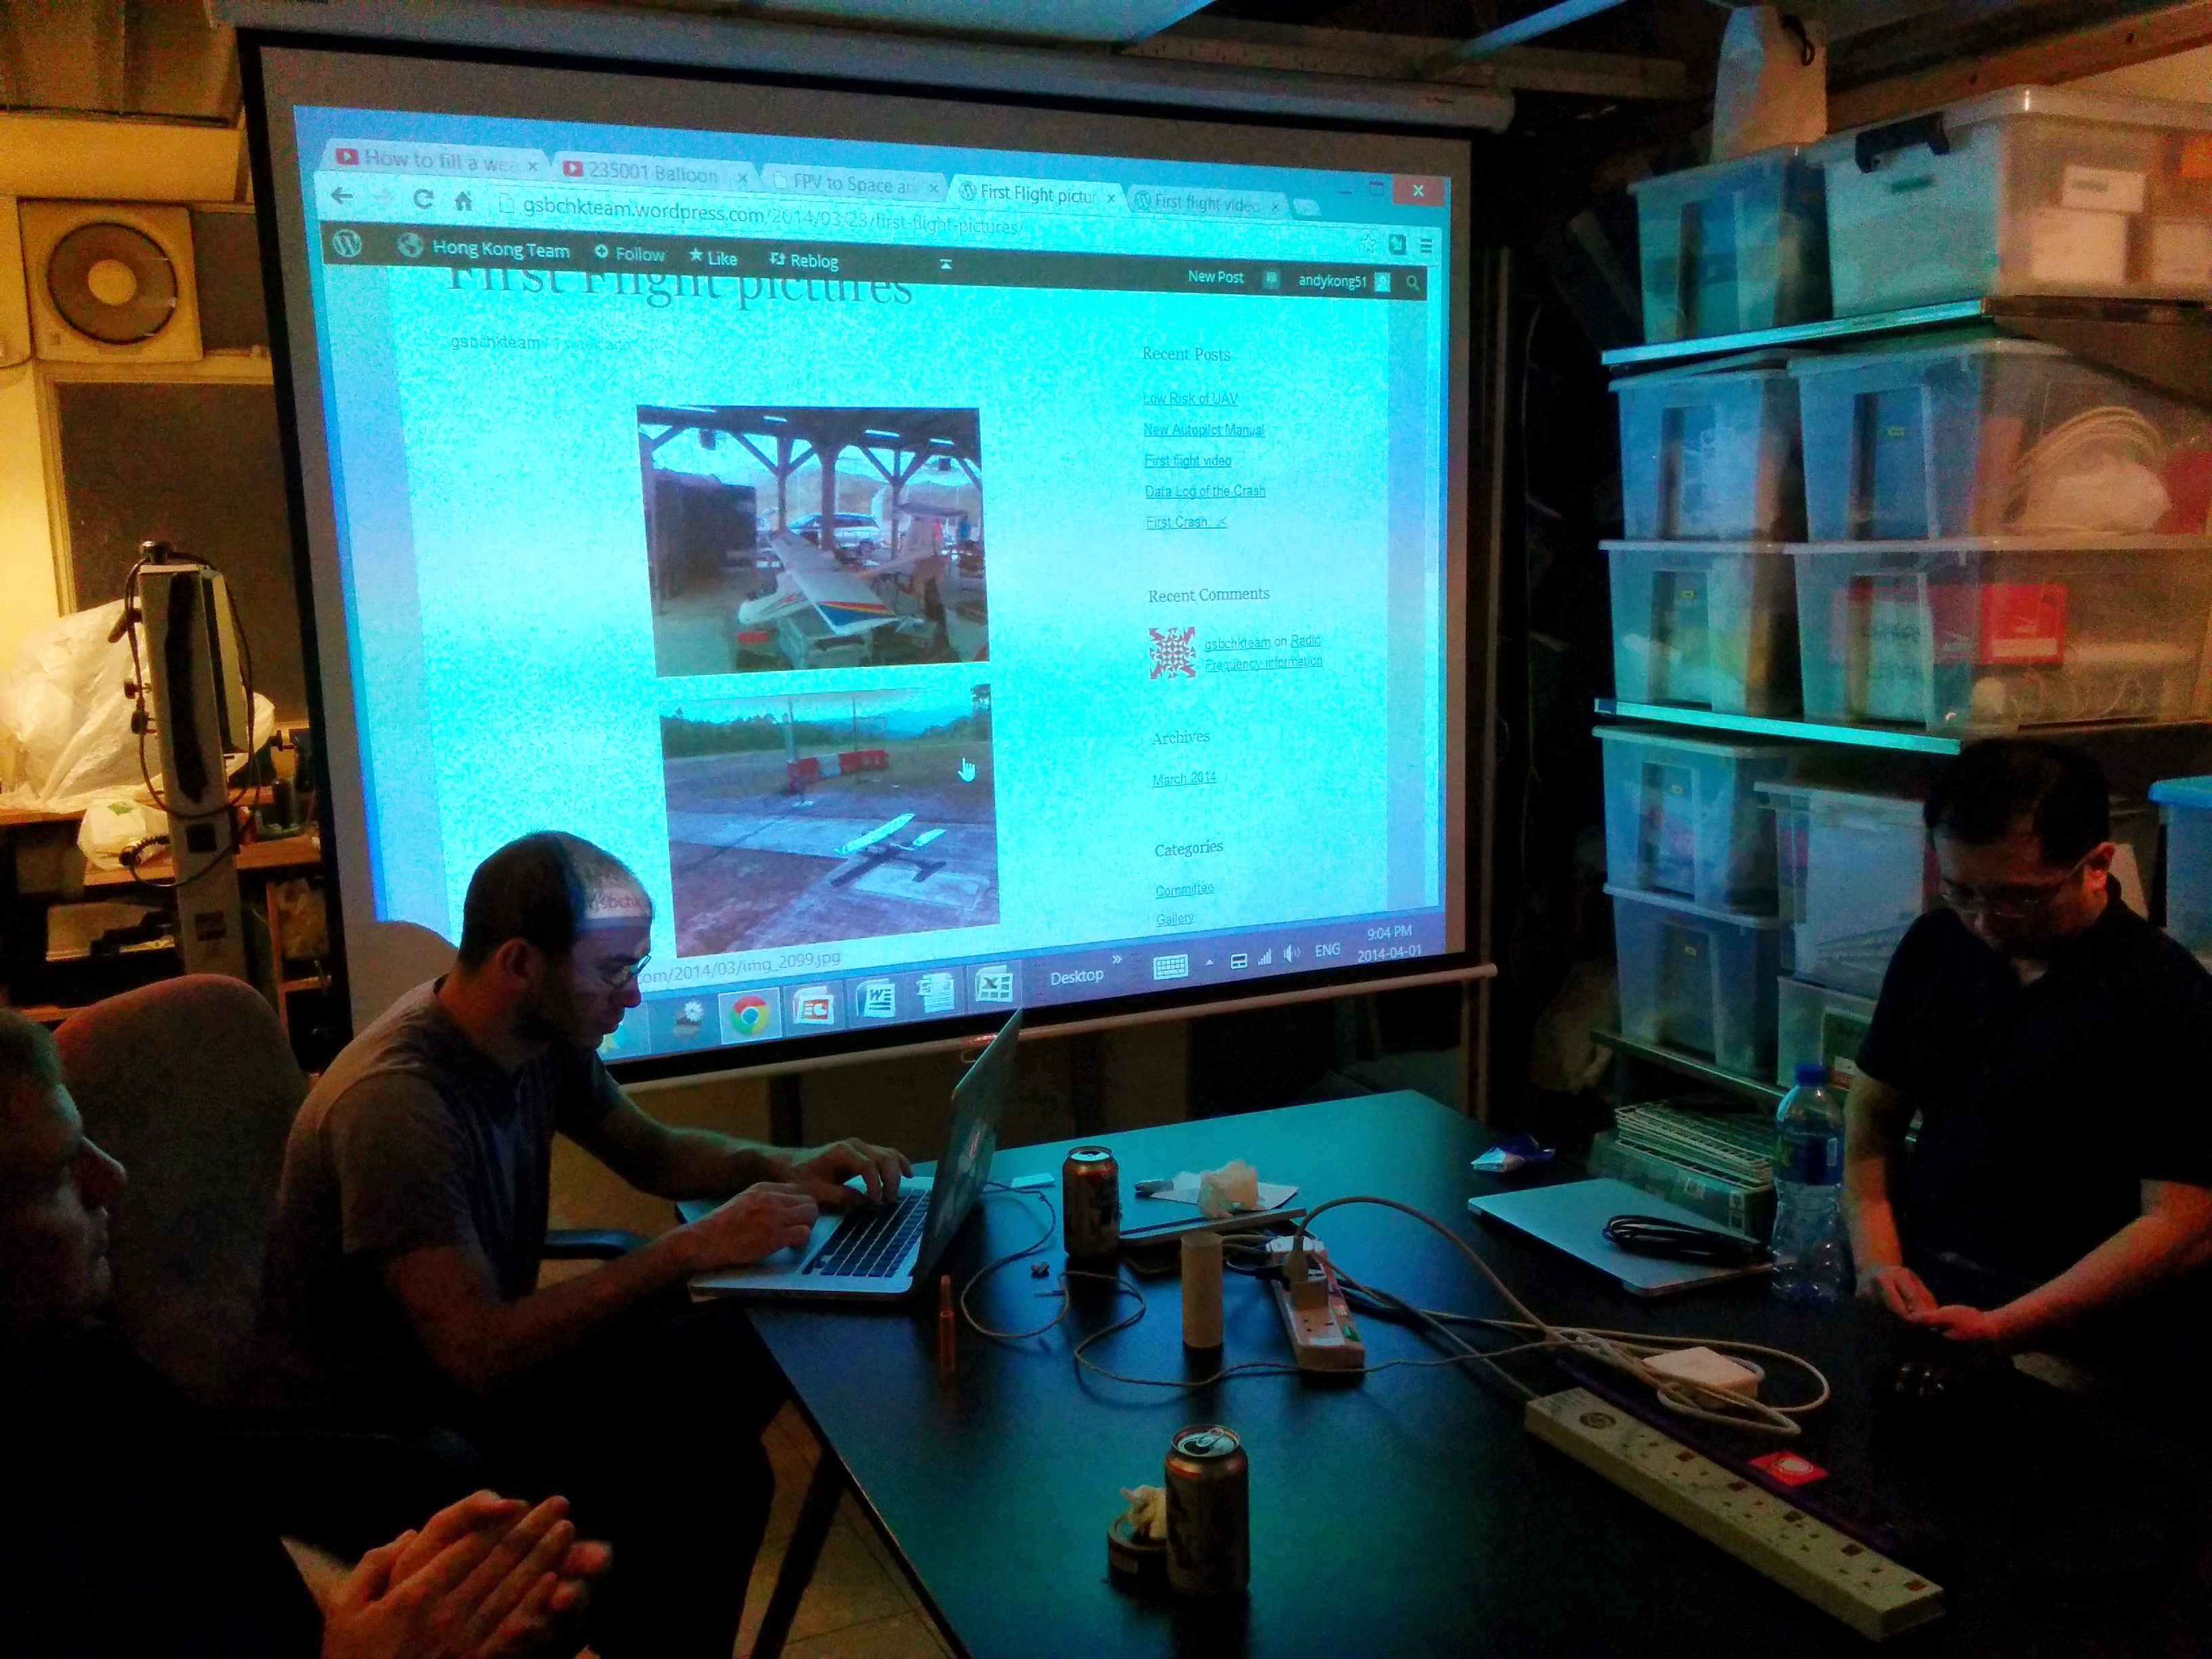 How to fill a wea
235001 Balloon
FPV to Space an
First Flight pictur
First flight video
gsbchkteam.wordpress.com/2014/03/23/first-flight-pictures/
Hong Kong Team
Follow
Like
Reblog
New Post
andykong51
First Flight pictures
gsbchkteam
Recent Posts
Low Risk of UAV
New Autopilot Manual
First flight video
Data Log of the Crash
First Crash
Recent Comments
gsbchkteam on Radio
Frequency information
Archives
March 2014
Categories
Committee
Gallery
om/2014/03/img_2099.jpg
Desktop
ENG
9:04 PM
2014-04-01